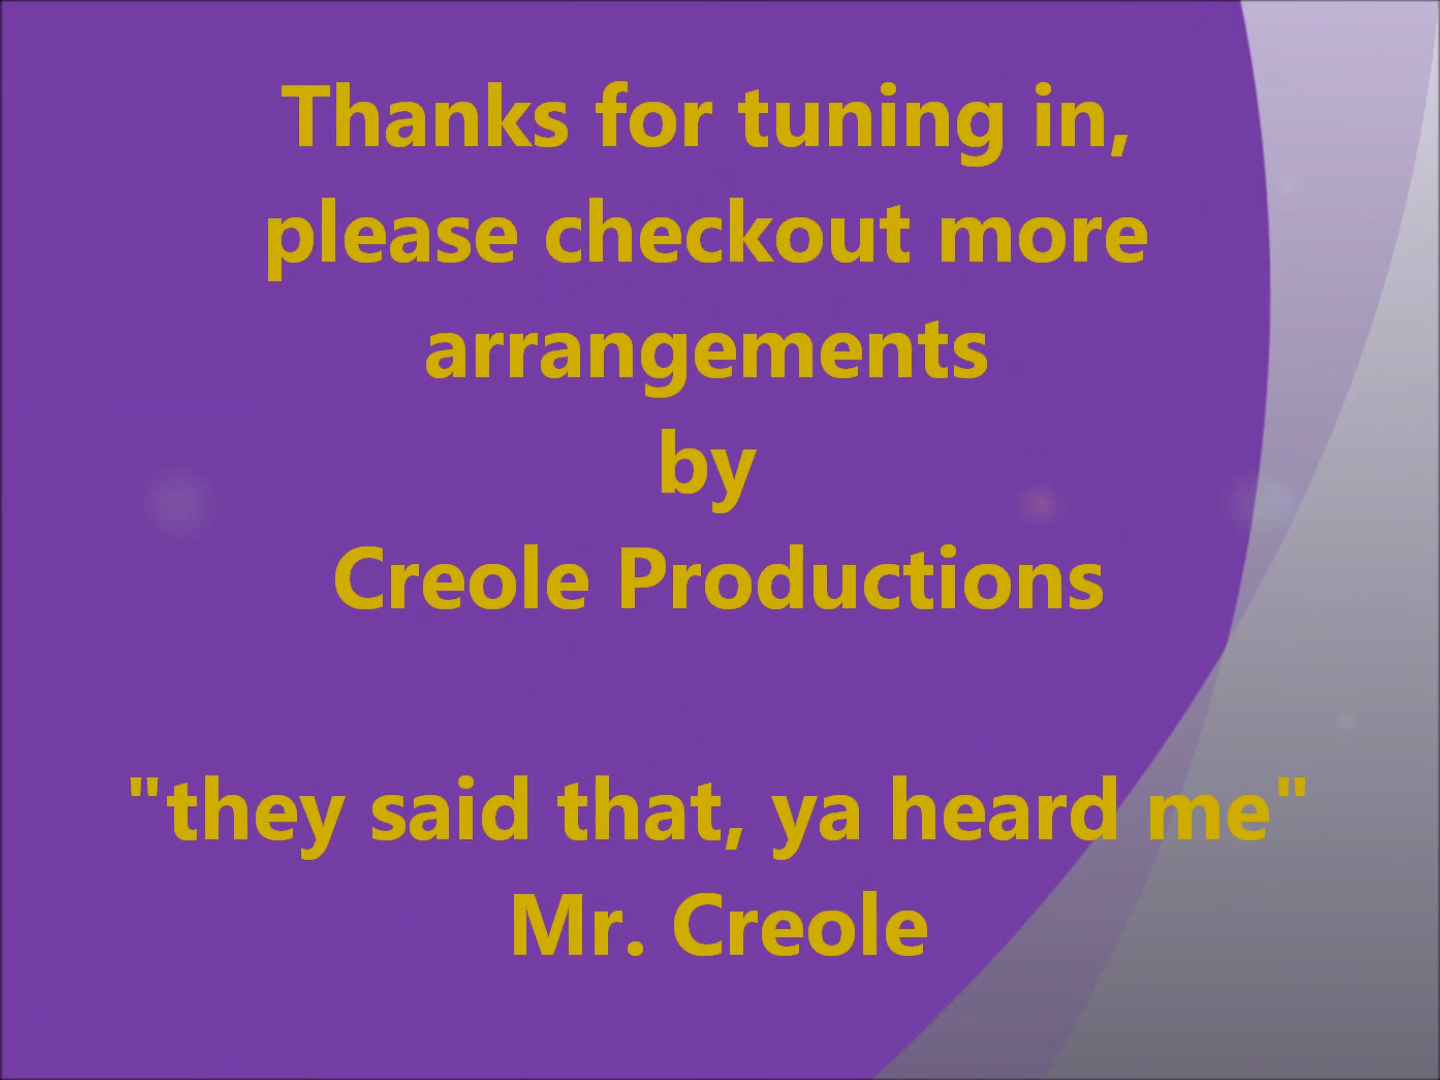 Thanks for tuning in,
please checkout more
arrangements
by
Creole Productions
"they said that, ya heard me"
Mr. Creole